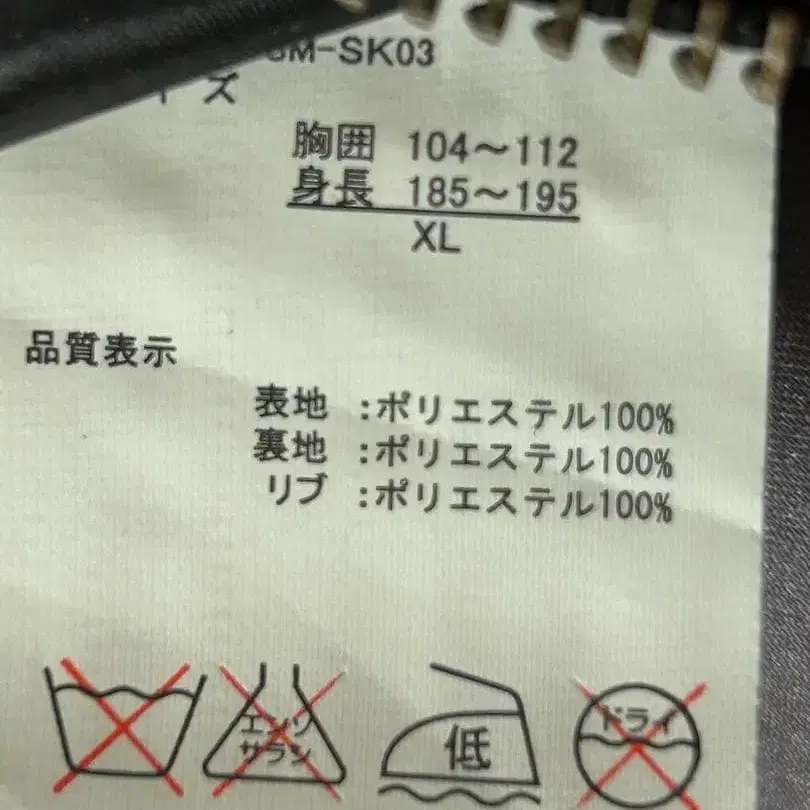 M-SK03
イズ
胸囲 104~112
身長 185~195
XL
品質表示
表地 :ポリエステル100%
裏地 :ポリエステル100%
リブ :ポリエステル100%
エンソ
サラシ
低
ドライ